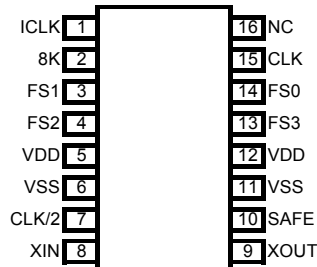 ICLK 1 16 NC
8K 2 15 CLK
FS1 3 14 FS0
FS2 4 13 FS3
VDD 5 12 VDD
VSS 6 11 VSS
CLK/2 7 10 SAFE
XIN 8 9 XOUT